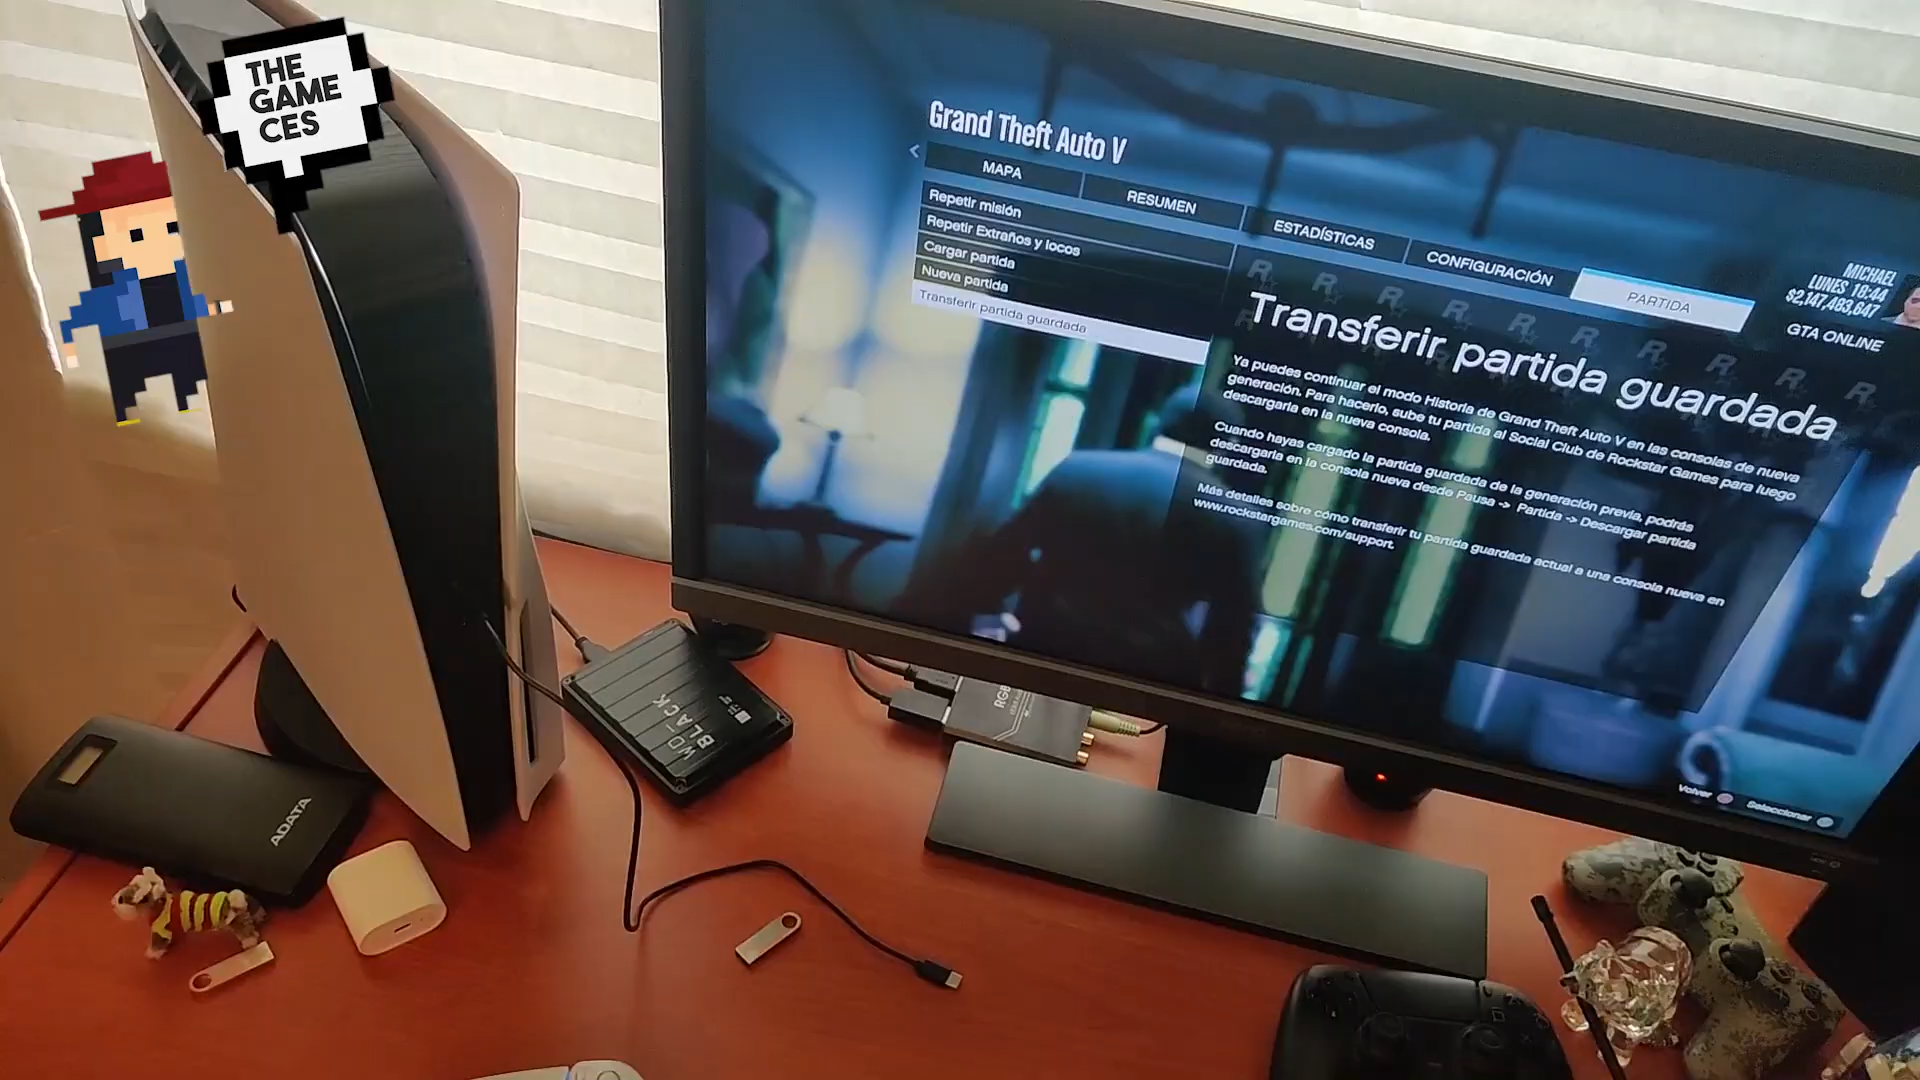 THE
GAME
CES
Grand Theft Auto V
MAPA
RESUMEN
ESTADÍSTICAS
CONFIGURACIÓN
PARTIDA
MICHAEL
LUNES 18:44
$2,147,483,647
GTA ONLINE
Repetir misión
Repetir Extraños y locos
Cargar partida
Nueva partida
Transferir partida guardada
Transferir partida guardada
Ya puedes continuar el modo Historia de Grand Theft Auto V en las consolas de nueva
generación. Para hacerlo, sube tu partida al Social Club de Rockstar Games para luego
descargarla en la nueva consola.
Cuando hayas cargado la partida guardada de la generación previa, podrás
descargarla en la consola nueva desde Pausa -> Partida -> Descargar partida
guardada.
Más detalles sobre cómo transferir tu partida guardada actual a una consola nueva en
www.rockstargames.com/support.
Volver
Seleccionar
WD_
BLACK
RGB
ADATA